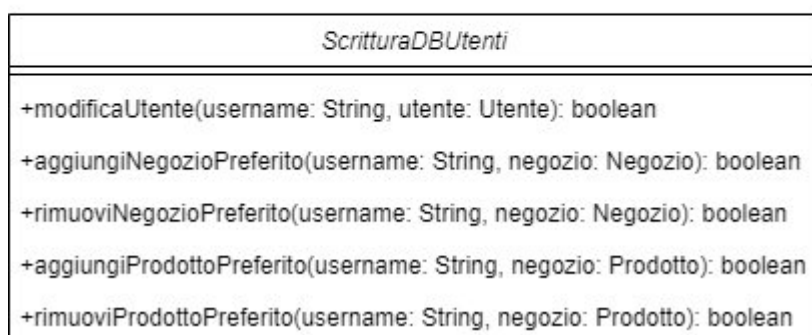 ScritturaDBUtenti
+modificaUtente(username: String, utente: Utente): boolean
+aggiungiNegozioPreferito(username: String, negozio: Negozio): boolean
+rimuoviNegozioPreferito(username: String, negozio: Negozio): boolean
+aggiungiProdottoPreferito(username: String, negozio: Prodotto): boolean
+rimuoviProdottoPreferito(username: String, negozio: Prodotto): boolean